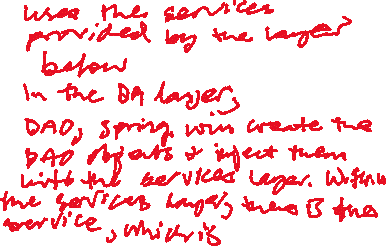 uses the services
provided by the layer
below
In the DA layer,
DAO, Spring will create the
DAO objects & inject them
into the services layer. Within
the services layer, there is the
service, which is